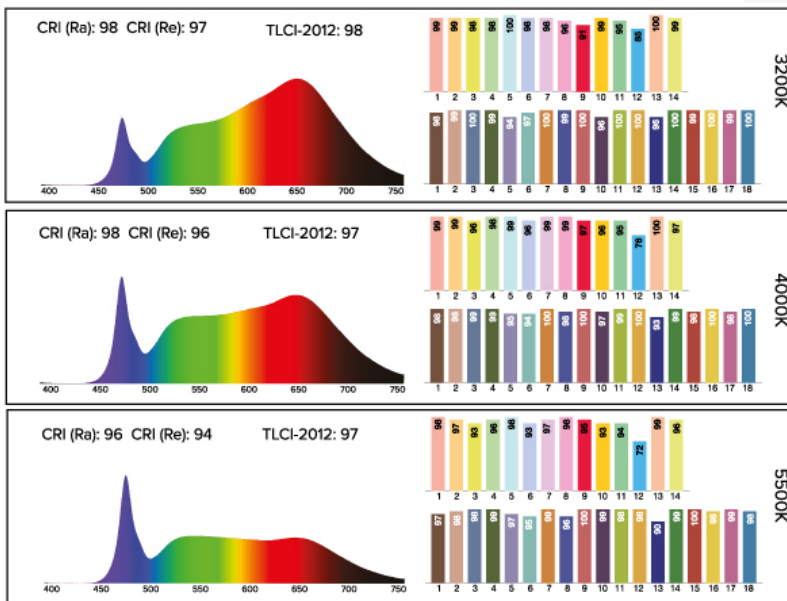 CRI (Ra): 98 CRI (Re): 97 TLCI-2012: 98
99 99 98 98 100 98 98 96 91 99 95 85 100 99
1 2 3 4 5 6 7 8 9 10 11 12 13 14
98 99 100 99 94 97 100 99 100 96 100 100 96 100 99 100 99 100
400 450 500 550 600 650 700 750
1 2 3 4 5 6 7 8 9 10 11 12 13 14 15 16 17 18
3200K
CRI (Ra): 98 CRI (Re): 96 TLCI-2012: 97
99 99 96 98 99 96 99 99 97 96 95 76 100 97
1 2 3 4 5 6 7 8 9 10 11 12 13 14
98 98 99 99 95 94 100 98 100 97 99 100 93 99 98 100 98 100
400 450 500 550 600 650 700 750
1 2 3 4 5 6 7 8 9 10 11 12 13 14 15 16 17 18
4000K
CRI (Ra): 96 CRI (Re): 94 TLCI-2012: 97
98 97 93 96 98 93 97 98 95 93 94 72 99 96
1 2 3 4 5 6 7 8 9 10 11 12 13 14
97 98 98 99 97 95 99 96 100 99 98 98 90 99 100 98 99 98
400 450 500 550 600 650 700 750
1 2 3 4 5 6 7 8 9 10 11 12 13 14 15 16 17 18
5500K